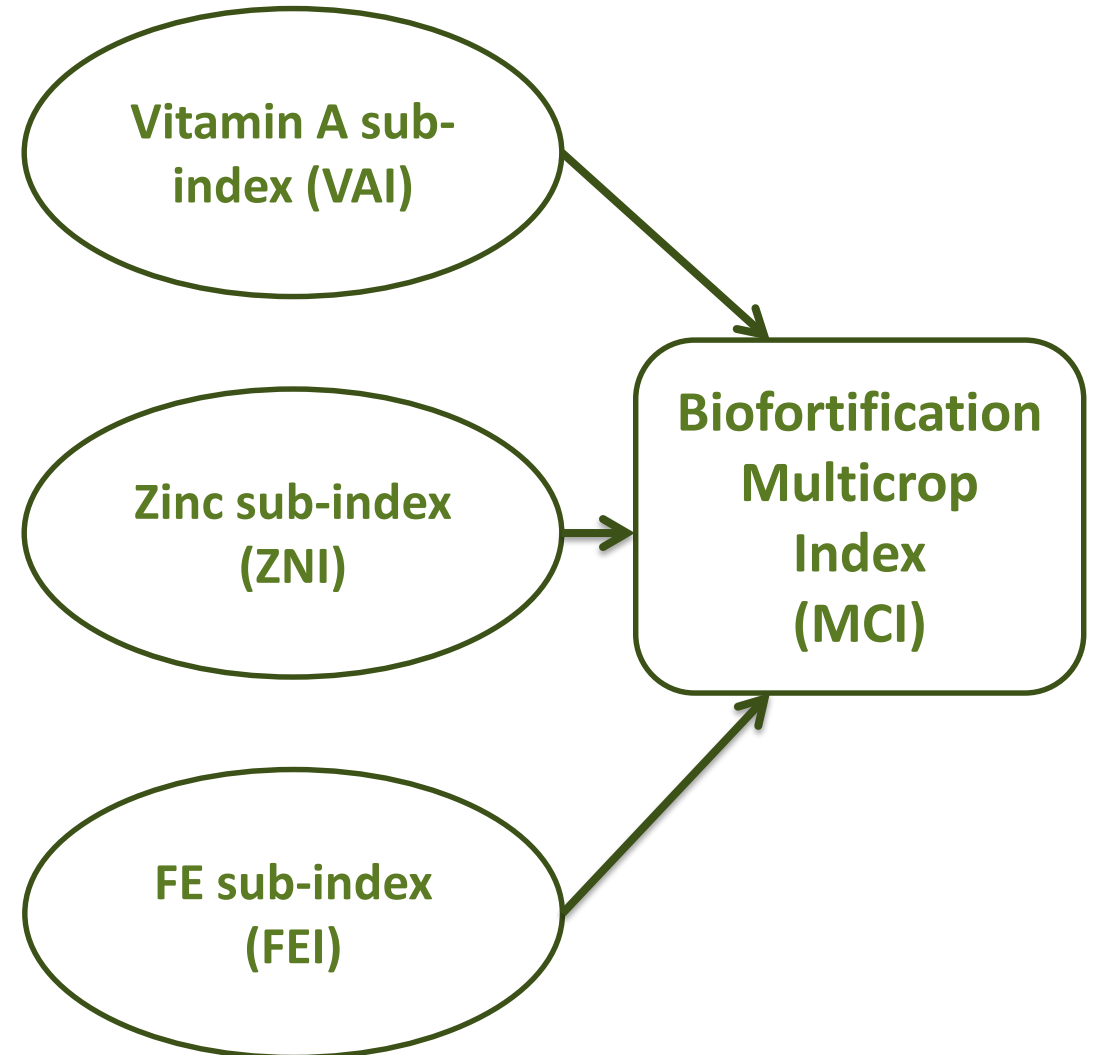 Vitamin A sub-
index (VAI)
Zinc sub-index
(ZNI)
FE sub-index
(FEI)
Biofortification
Multicrop
Index
(MCI)